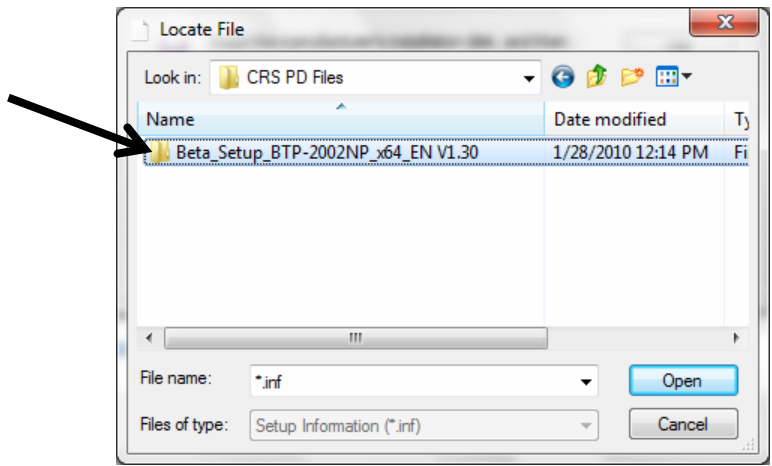 Locate File
Look in: CRS PD Files
Name Date modified Ty
Beta_Setup_BTP-2002NP_x64_EN V1.30 1/28/2010 12:14 PM Fi
File name: *.inf Open
Files of type: Setup Information (*.inf) Cancel